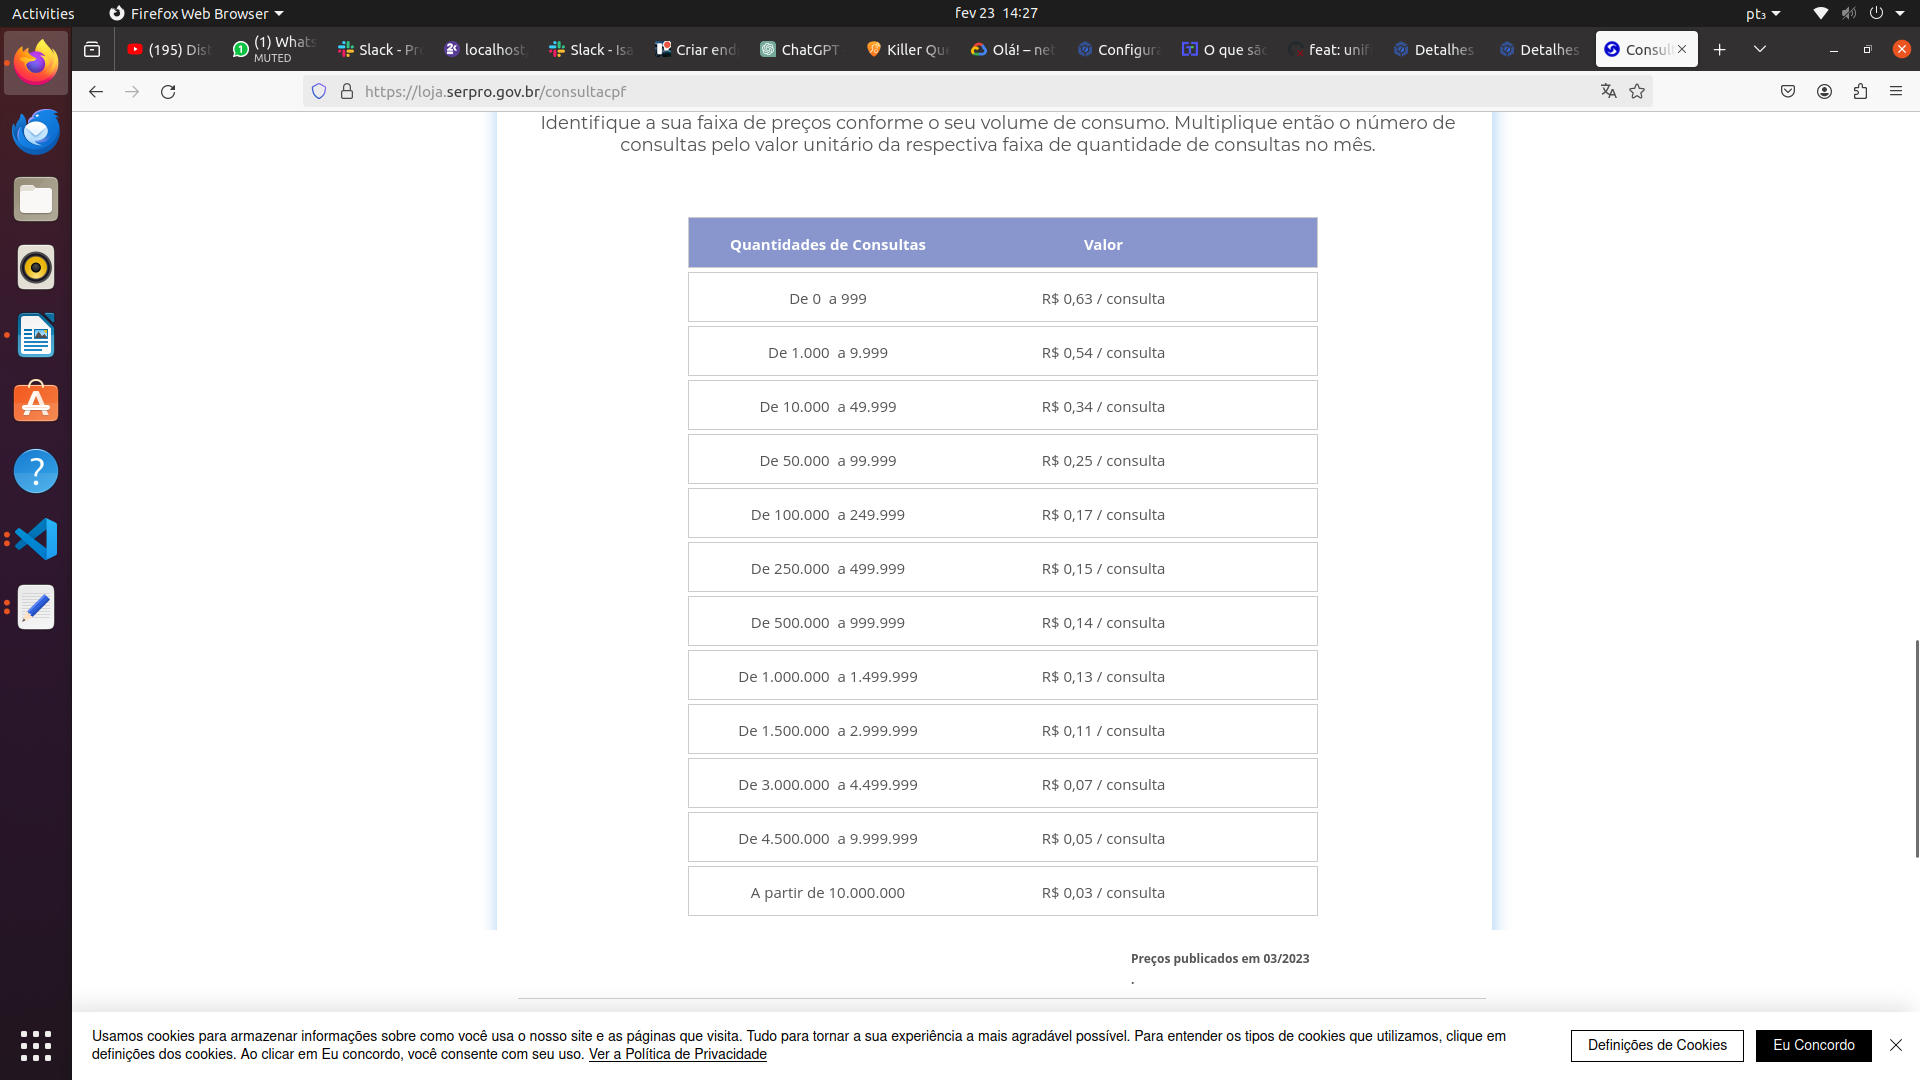 Activities
Firefox Web Browser
fev 23 14:27
pt₃
(195) Dist
(1) Whats
MUTED
Slack - Pr
localhost
Slack - Isa
Criar end
ChatGPT
Killer Que
Olá! – net
Configura
O que são
feat: unif
Detalhes
Detalhes
Consul
https://loja.serpro.gov.br/consultacpf
Identifique a sua faixa de preços conforme o seu volume de consumo. Multiplique então o número de
consultas pelo valor unitário da respectiva faixa de quantidade de consultas no mês.
Quantidades de Consultas Valor
De 0 a 999 R$ 0,63 / consulta
De 1.000 a 9.999 R$ 0,54 / consulta
De 10.000 a 49.999 R$ 0,34 / consulta
De 50.000 a 99.999 R$ 0,25 / consulta
De 100.000 a 249.999 R$ 0,17 / consulta
De 250.000 a 499.999 R$ 0,15 / consulta
De 500.000 a 999.999 R$ 0,14 / consulta
De 1.000.000 a 1.499.999 R$ 0,13 / consulta
De 1.500.000 a 2.999.999 R$ 0,11 / consulta
De 3.000.000 a 4.499.999 R$ 0,07 / consulta
De 4.500.000 a 9.999.999 R$ 0,05 / consulta
A partir de 10.000.000 R$ 0,03 / consulta
Preços publicados em 03/2023
.
Usamos cookies para armazenar informações sobre como você usa o nosso site e as páginas que visita. Tudo para tornar a sua experiência a mais agradável possível. Para entender os tipos de cookies que utilizamos, clique em
definições dos cookies. Ao clicar em Eu concordo, você consente com seu uso. Ver a Política de Privacidade
Definições de Cookies
Eu Concordo